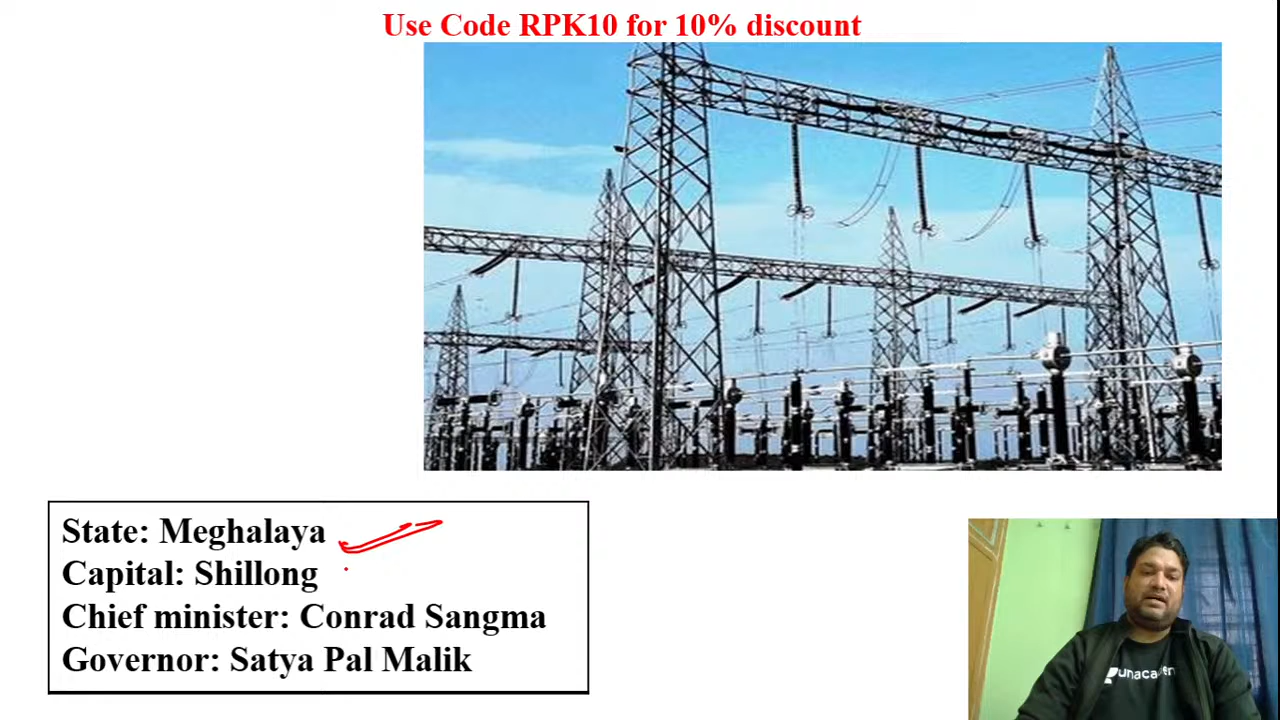 Use Code RPK10 for 10% discount
State: Meghalaya
Capital: Shillong
Chief minister: Conrad Sangma
Governor: Satya Pal Malik